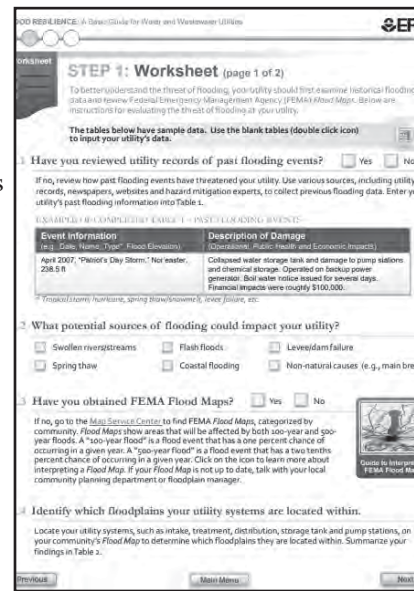 OOD RESILIENCE: A Basic Guide for Water and Wastewater Utilities
EP
orksheet
STEP 1: Worksheet (page 1 of 2)
To better understand the threat of flooding, your utility should first examine historical flooding
data and review Federal Emergency Management Agency (FEMA) Flood Maps. Below are
instructions for evaluating the threat of flooding at your utility.
The tables below have sample data. Use the blank tables (double click icon)
to input your utility's data.
1 Have you reviewed utility records of past flooding events? Yes No
If no, review how past flooding events have threatened your utility. Use various sources, including utility
records, newspapers, websites and hazard mitigation experts, to collect previous flooding data. Enter yo
utility's past flooding information into Table 1.
EXAMPLE OF COMPLETED TABLE 1 - PAST FLOODING EVENTS
Event Information
(e.g., Date, Name, Type*, Flood Elevation)
Description of Damage
(Operational, Public Health and Economic Impacts)
April 2007, "Patriot's Day Storm," Nor'easter,
238.5 ft
Collapsed water storage tank and damage to pump stations
and chemical storage. Operated on backup power
generator. Boil water notice issued for several days.
Financial impacts were roughly $100,000.
* Tropical storm, hurricane, spring thaw/snowmelt, levee failure, etc.
2 What potential sources of flooding could impact your utility?
Swollen rivers/streams Flash floods Levee/dam failure
Spring thaw Coastal flooding Non-natural causes (e.g., main bre
3 Have you obtained FEMA Flood Maps? Yes No
If no, go to the Map Service Center to find FEMA Flood Maps, categorized by
community. Flood Maps show areas that will be affected by both 100-year and 500-
year floods. A "100-year flood" is a flood event that has a one percent chance of
occurring in a given year. A "500-year flood" is a flood event that has a two tenths
percent chance of occurring in a given year. Click on the icon to learn more about
interpreting a Flood Map. If your Flood Map is not up to date, talk with your local
community planning department or floodplain manager.
Guide to Interpre
FEMA Flood Ma
4 Identify which floodplains your utility systems are located within.
Locate your utility systems, such as intake, treatment, distribution, storage tank and pump stations, on
your community's Flood Map to determine which floodplains they are located within. Summarize your
findings in Table 2.
Previous Main Menu Next
s